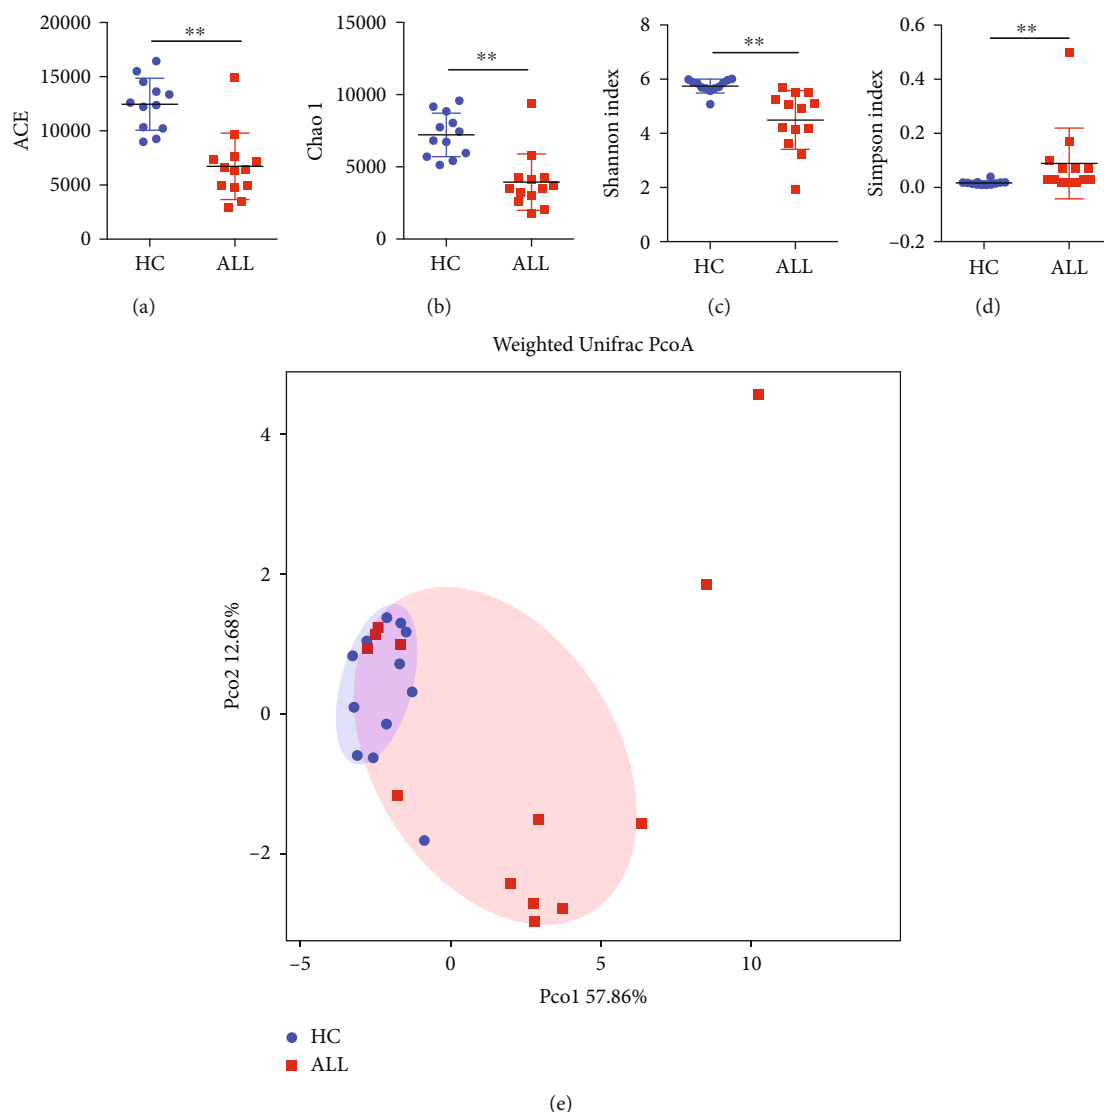 20000
15000
10000
5000
0
ACE
**
HC
ALL
(a)
15000
10000
5000
0
Chao 1
**
HC
ALL
(b)
8
6
4
2
0
Shannon index
**
HC
ALL
(c)
0.6
0.4
0.2
0.0
–0.2
Simpson index
**
HC
ALL
(d)
Weighted Unifrac PcoA
4
2
0
–2
Pco2 12.68%
–5
0
5
10
Pco1 57.86%
HC
ALL
(e)